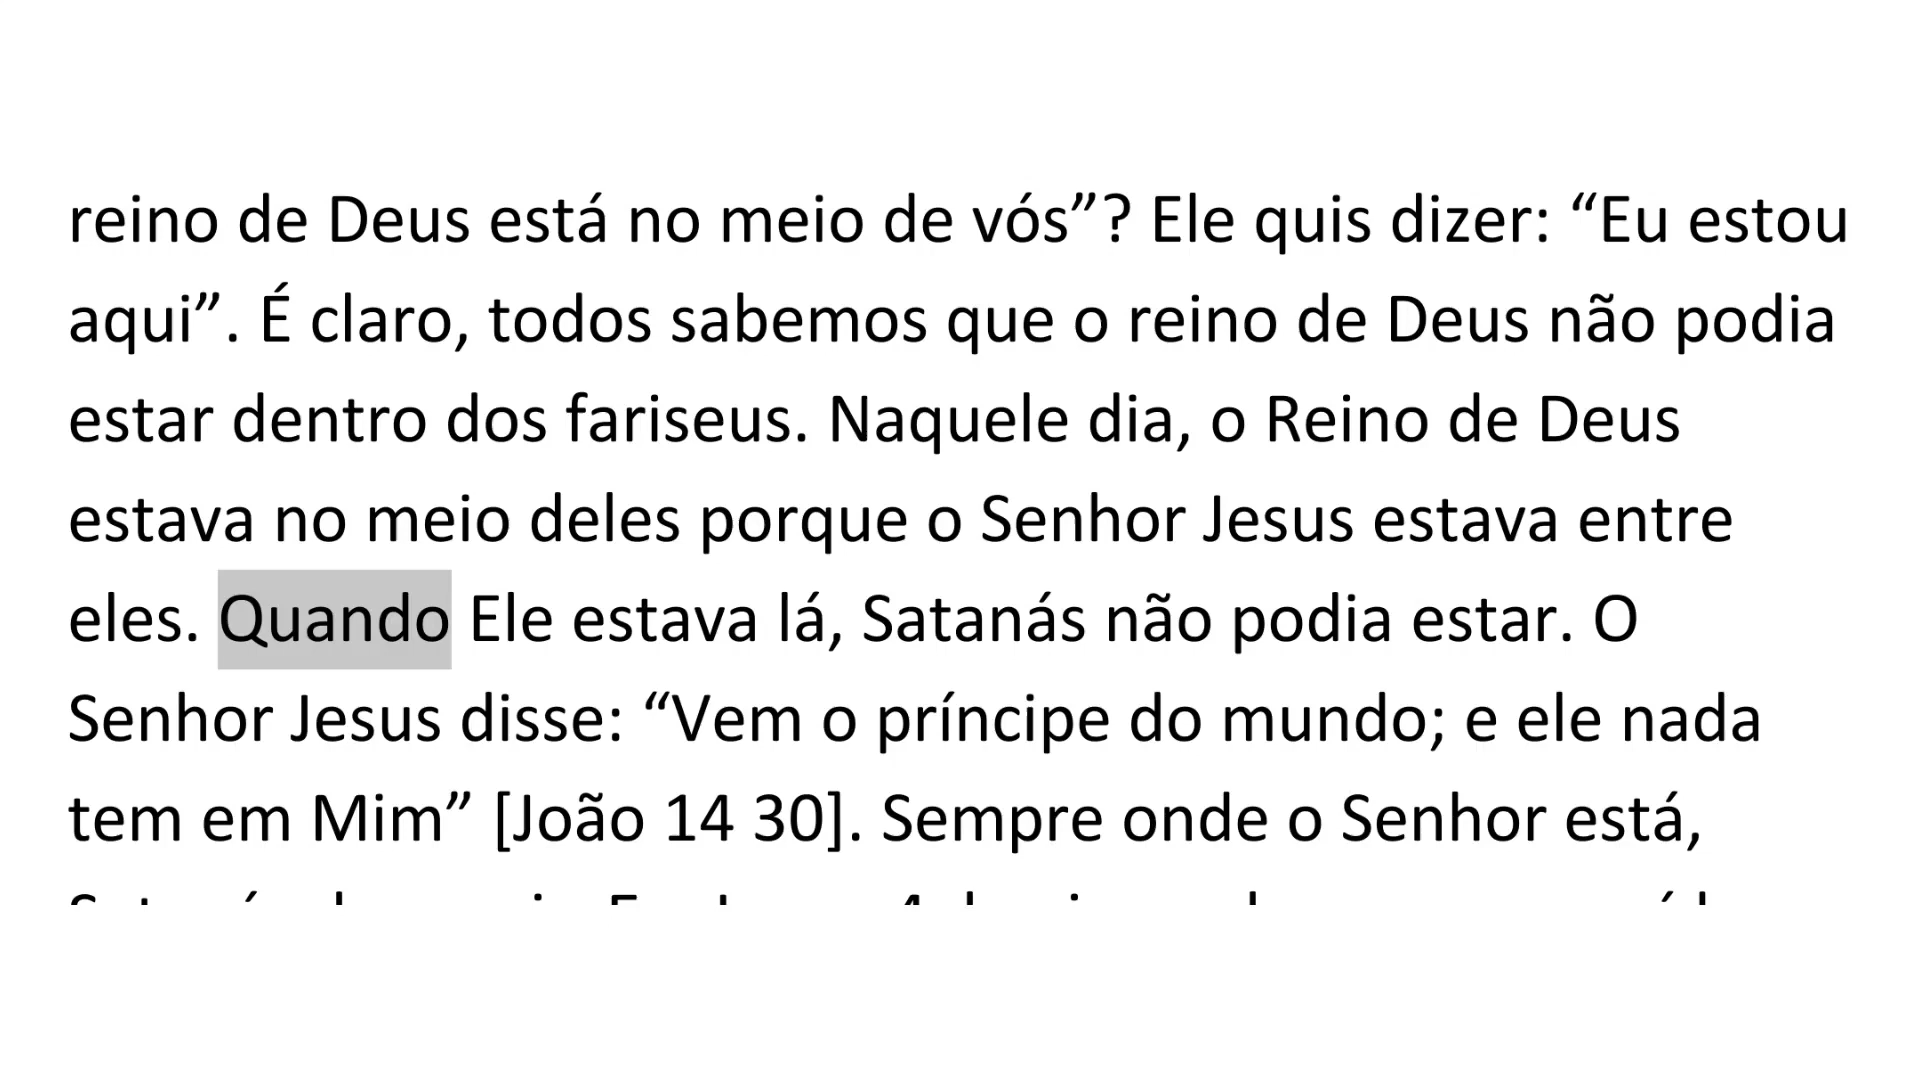 reino de Deus está no meio de vós”? Ele quis dizer: “Eu estou
aqui”. É claro, todos sabemos que o reino de Deus não podia
estar dentro dos fariseus. Naquele dia, o Reino de Deus
estava no meio deles porque o Senhor Jesus estava entre
eles. Quando Ele estava lá, Satanás não podia estar. O
Senhor Jesus disse: “Vem o príncipe do mundo; e ele nada
tem em Mim” [João 14 30]. Sempre onde o Senhor está,